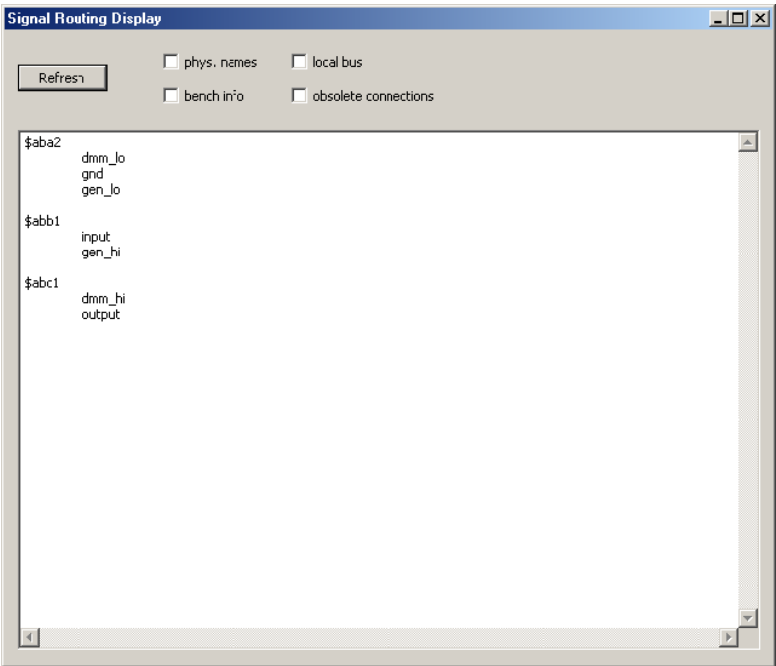 Signal Routing Display
Refresh
phys. names
local bus
bench info
obsolete connections
$aba2
dmm_lo
gnd
gen_lo
$abb1
input
gen_hi
$abc1
dmm_hi
output